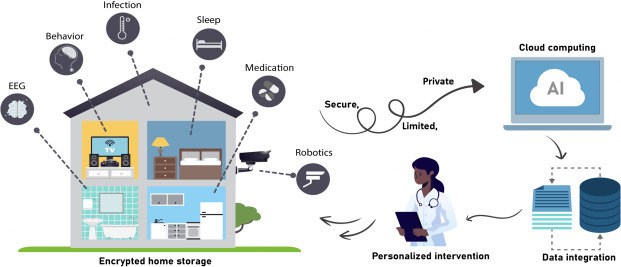 Infection
Sleep
Behavior
Medication
EEG
TV
Robotics
Encrypted home storage
Secure,
Limited,
Private
Cloud computing
AI
Data integration
Personalized intervention